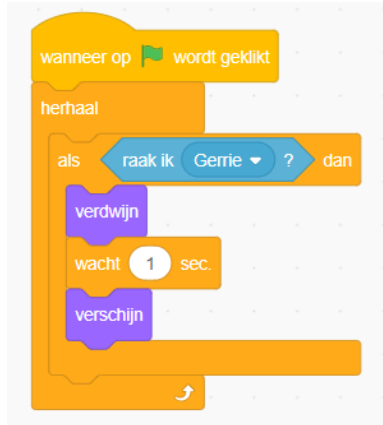 wanneer op wordt geklikt
herhaal
als raak ik Gerrie ? dan
verdwijn
wacht 1 sec.
verschijn